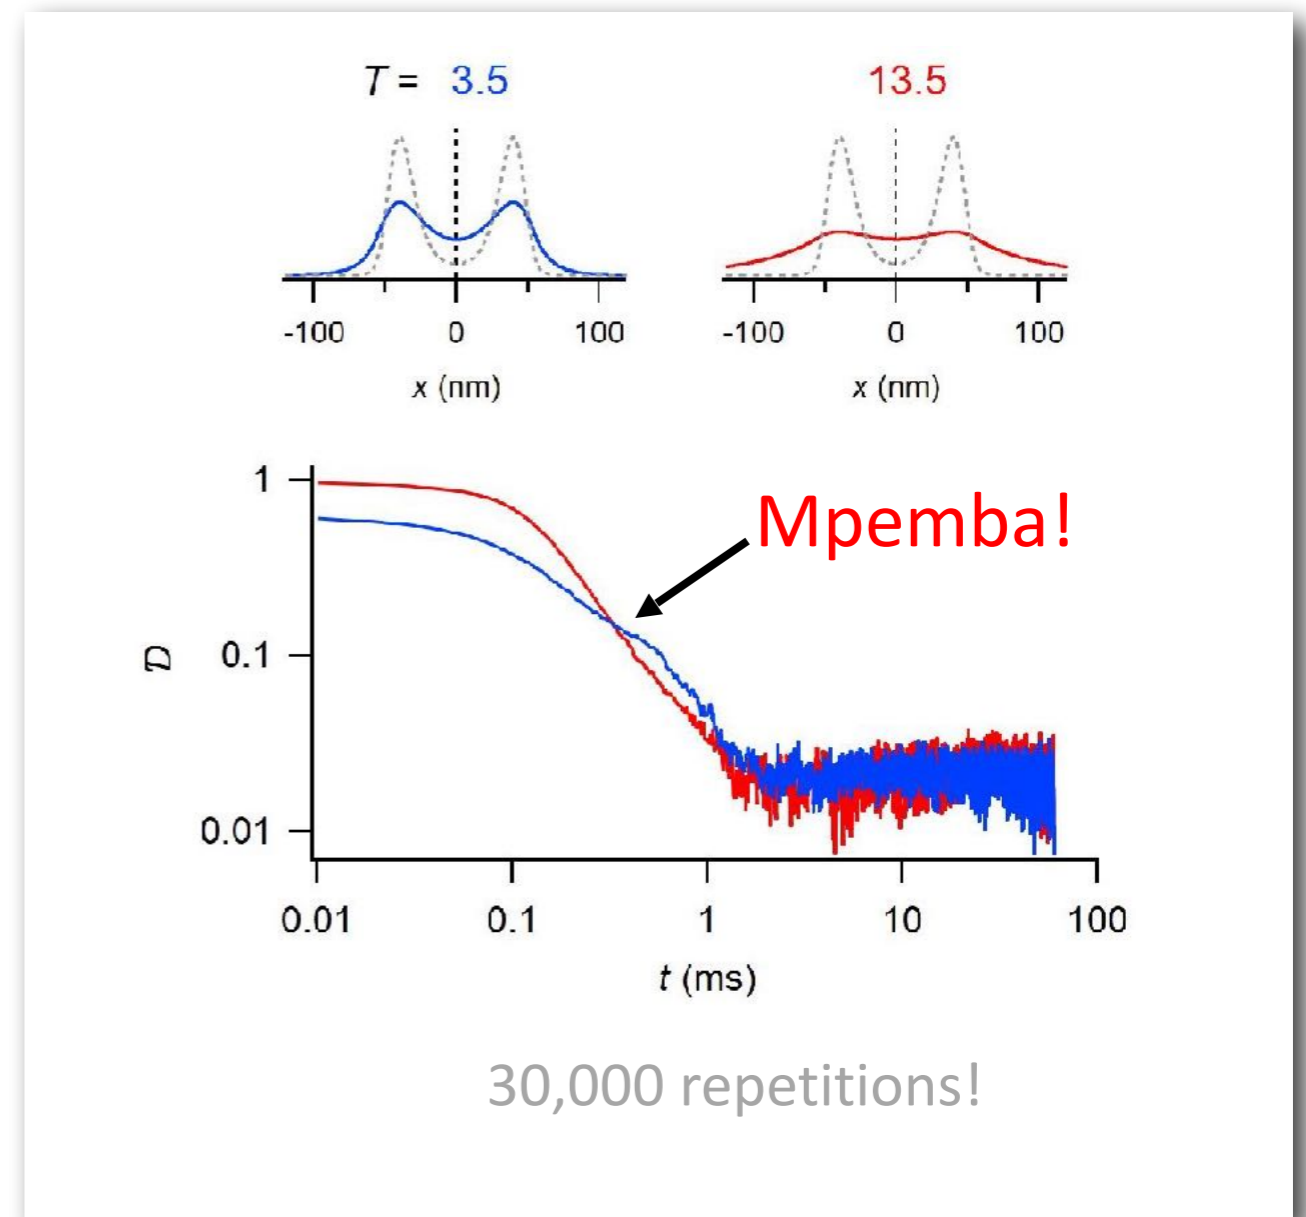 T = 3.5
13.5
-100 0 100
-100 0 100
x (nm)
x (nm)
1
Mpemba!
0.1
𝒟
0.01
0.01 0.1 1 10 100
t (ms)
30,000 repetitions!